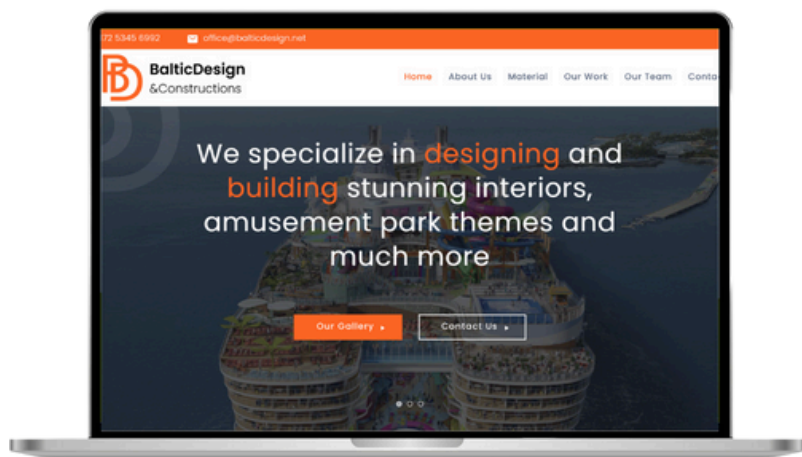 72 5345 6992 office@balticdesign.net
BalticDesign
&Constructions
Home About Us Material Our Work Our Team Conta
We specialize in designing and
building stunning interiors,
amusement park themes and
much more
Our Gallery Contact Us